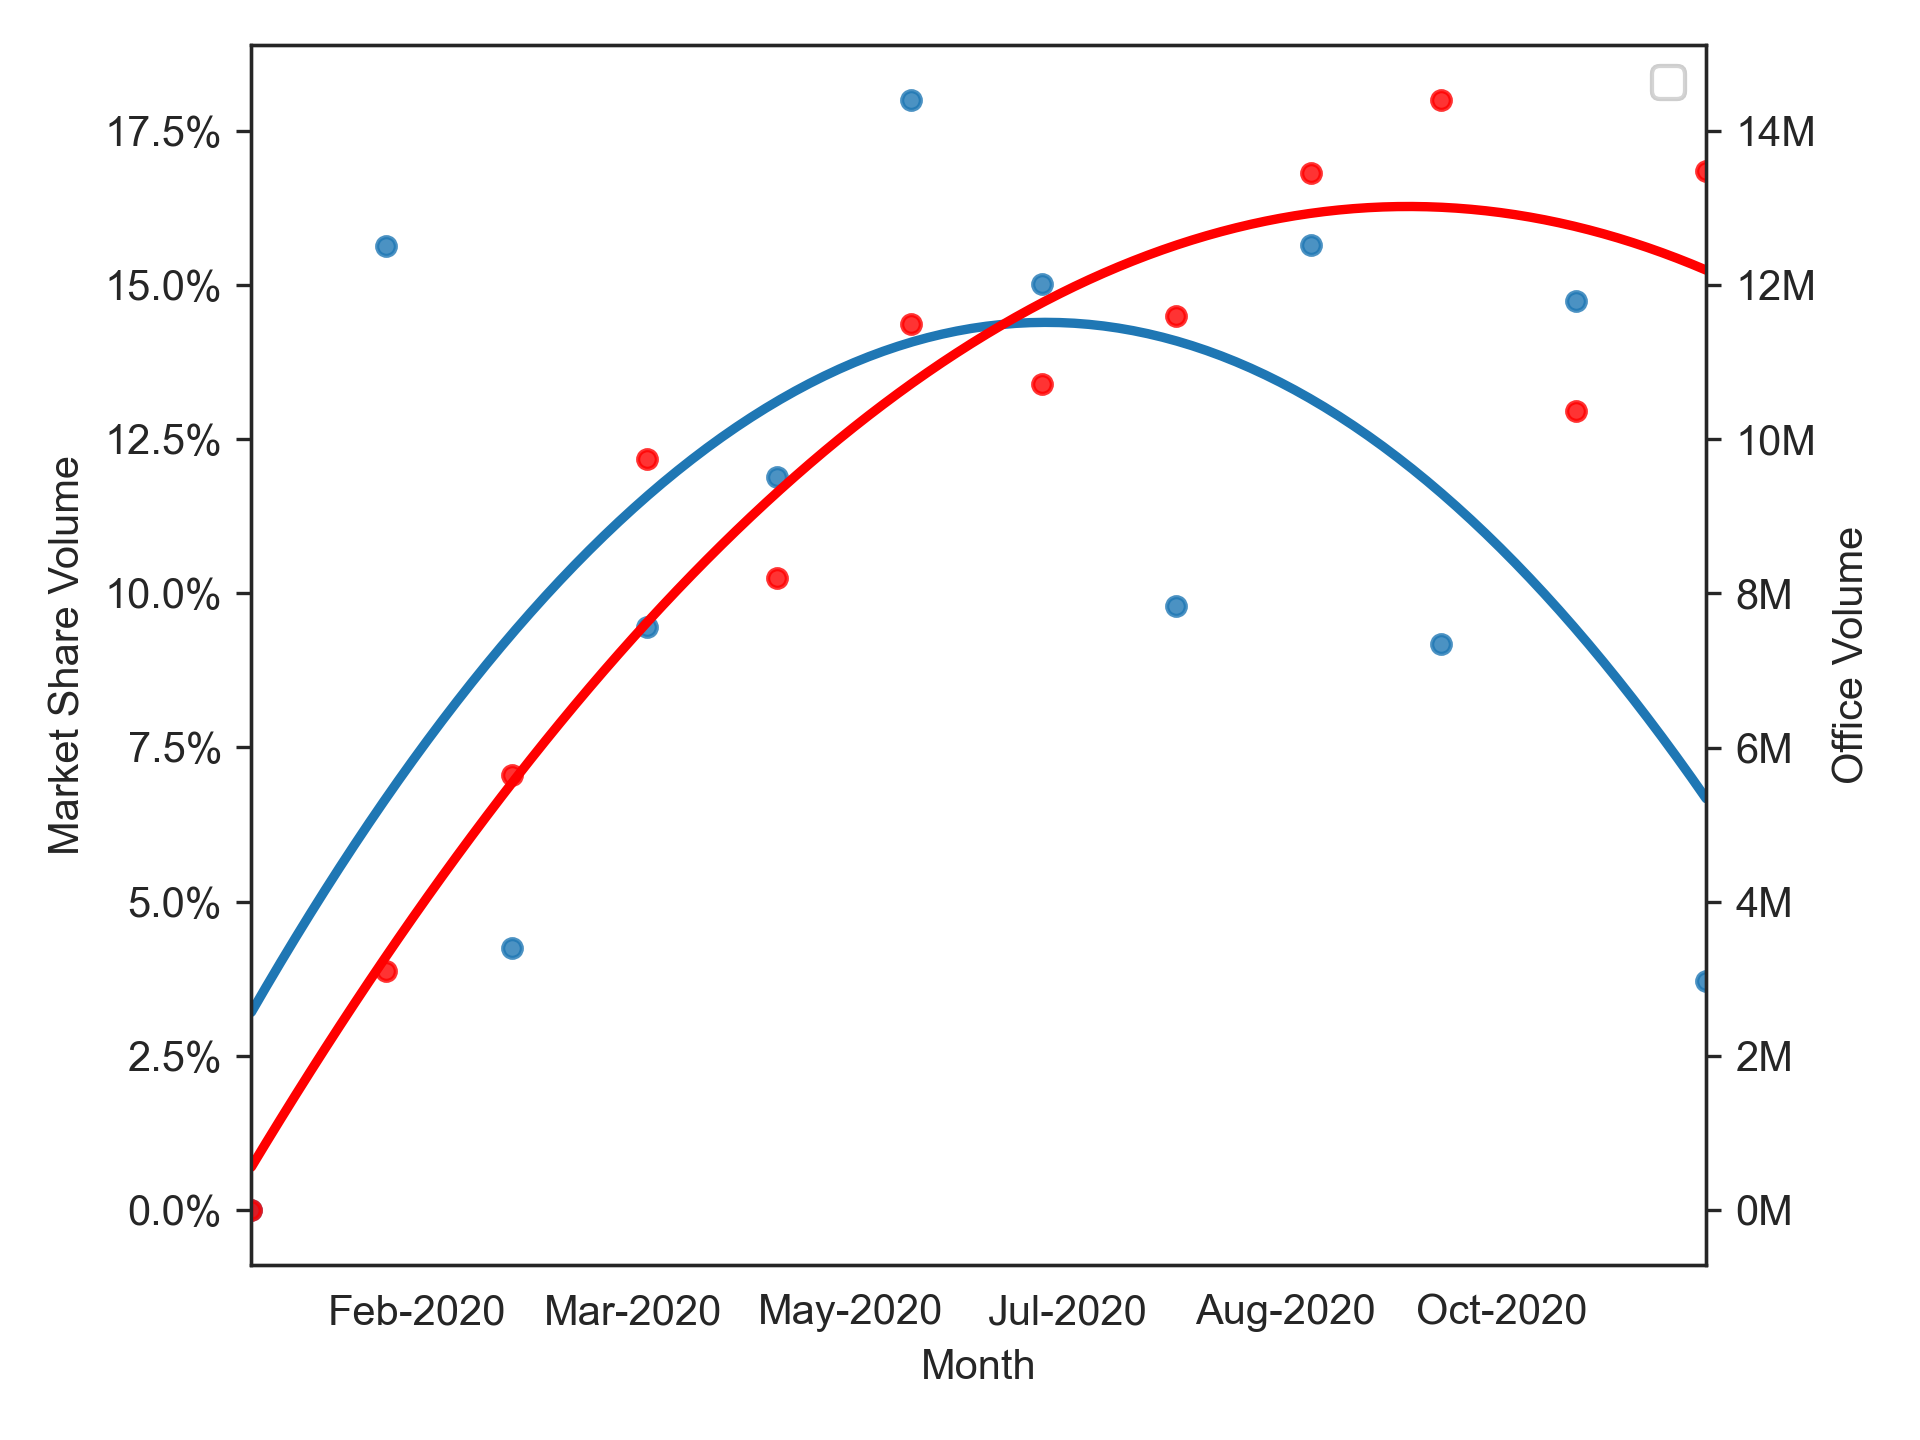 17.5%
15.0%
12.5%
10.0%
7.5%
5.0%
2.5%
0.0%
Market Share Volume
14M
12M
10M
8M
6M
4M
2M
0M
Office Volume
Feb-2020 Mar-2020 May-2020 Jul-2020 Aug-2020 Oct-2020
Month